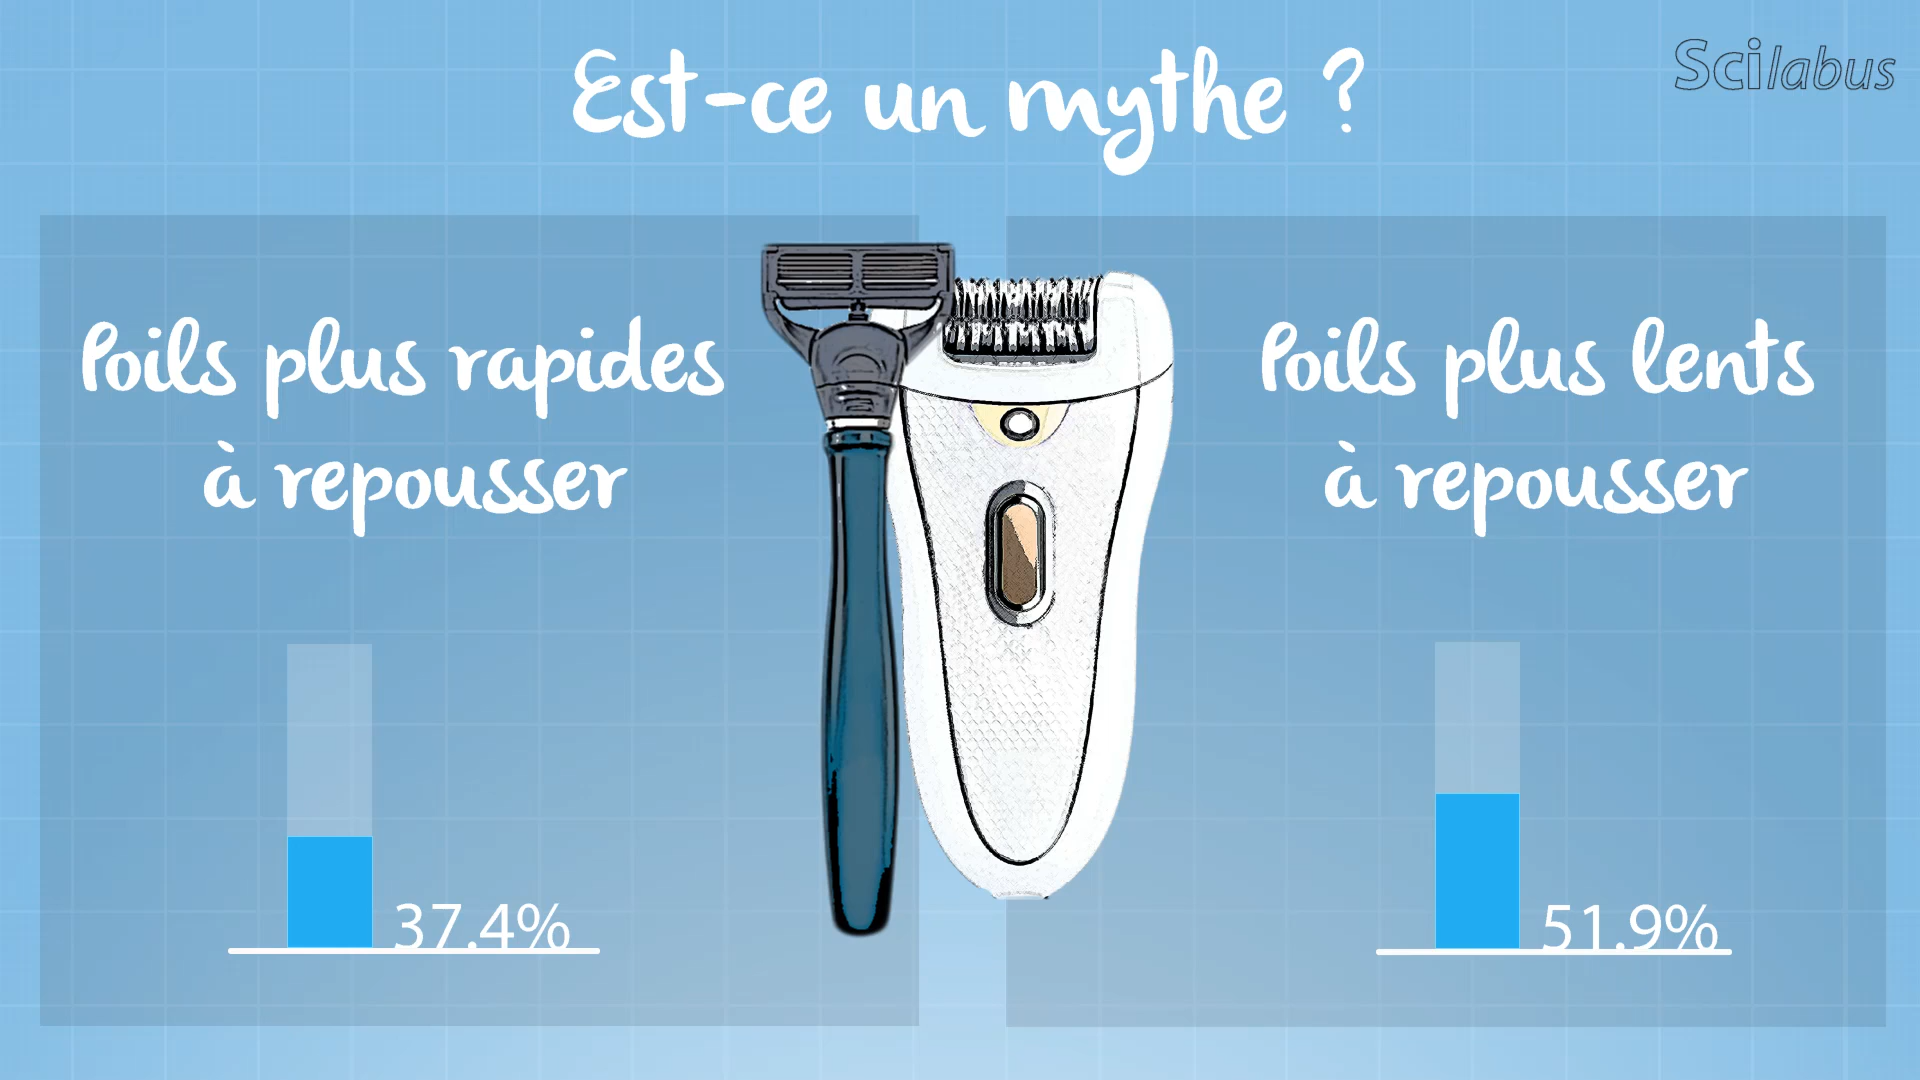 Est-ce un mythe ?
Scilabus
Poils plus rapides
à repousser
37.4%
Poils plus lents
à repousser
51.9%